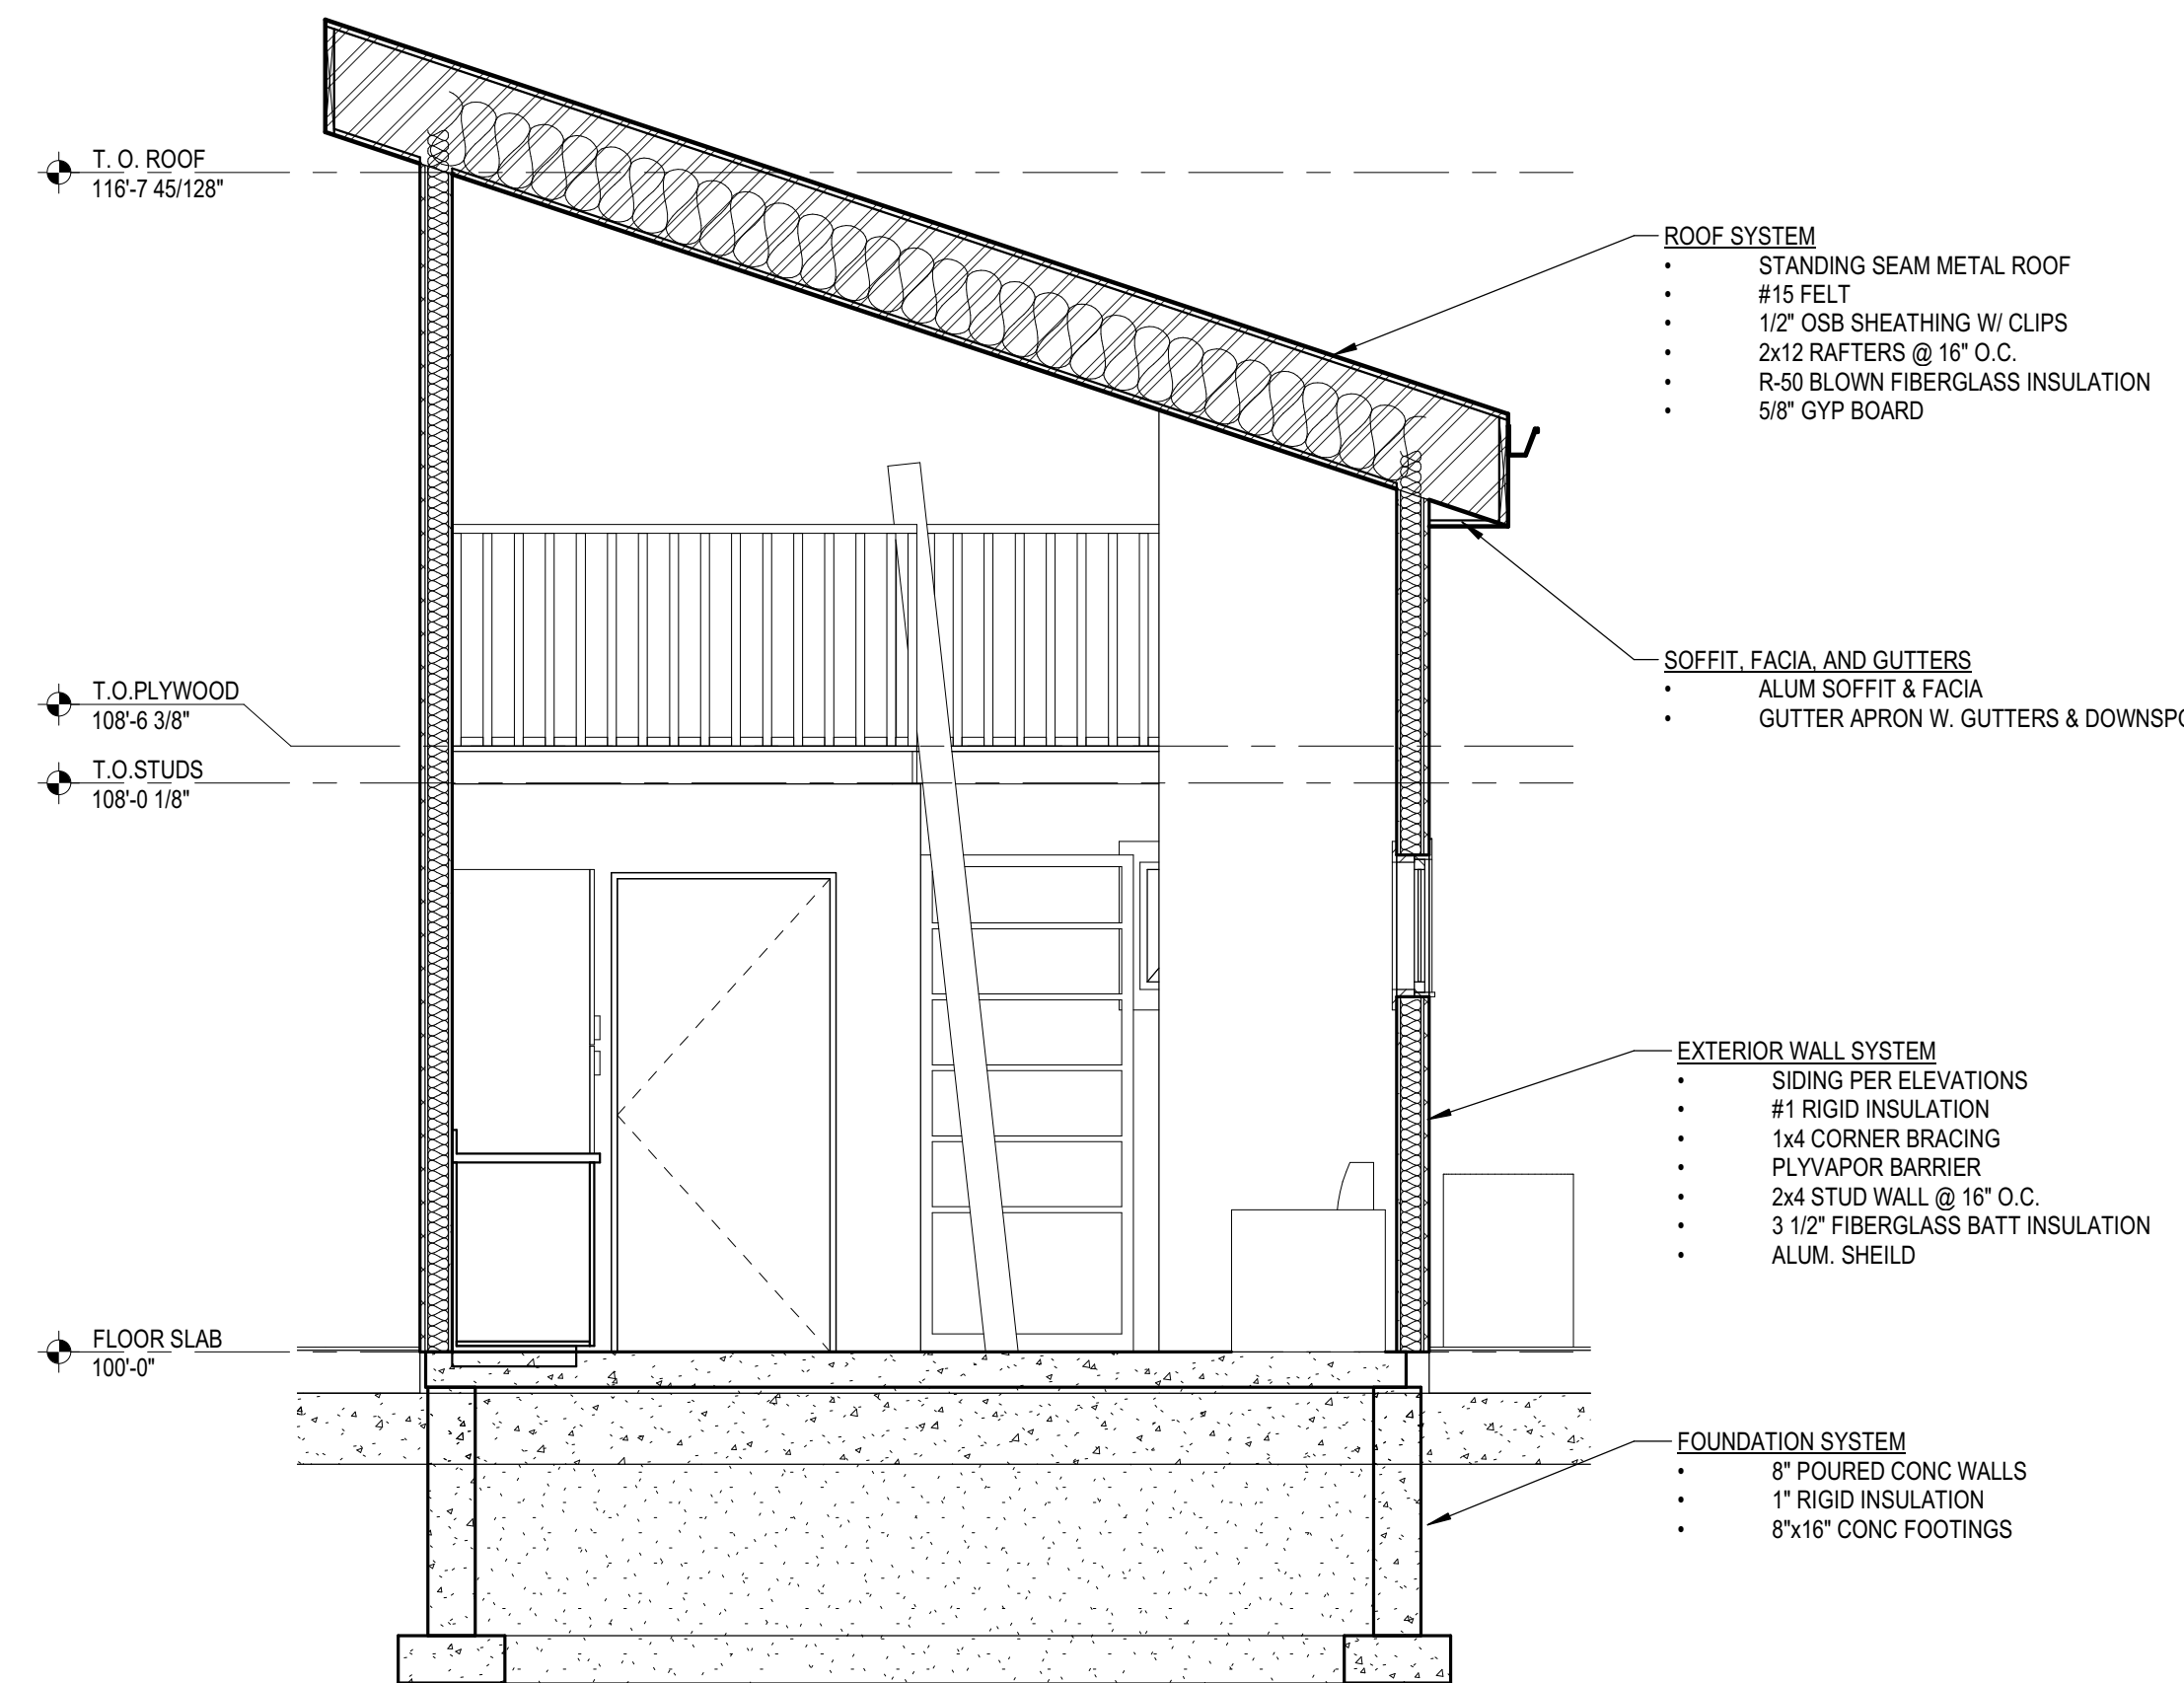 T. O. ROOF
116'-7 45/128"
T.O.PLYWOOD
108'-6 3/8"
T.O.STUDS
108'-0 1/8"
FLOOR SLAB
100'-0"
ROOF SYSTEM
• STANDING SEAM METAL ROOF
• #15 FELT
• 1/2" OSB SHEATHING W/ CLIPS
• 2x12 RAFTERS @ 16" O.C.
• R-50 BLOWN FIBERGLASS INSULATION
• 5/8" GYP BOARD
SOFFIT, FACIA, AND GUTTERS
• ALUM SOFFIT & FACIA
• GUTTER APRON W. GUTTERS & DOWNSPO
EXTERIOR WALL SYSTEM
• SIDING PER ELEVATIONS
• #1 RIGID INSULATION
• 1x4 CORNER BRACING
• PLYVAPOR BARRIER
• 2x4 STUD WALL @ 16" O.C.
• 3 1/2" FIBERGLASS BATT INSULATION
• ALUM. SHEILD
FOUNDATION SYSTEM
• 8" POURED CONC WALLS
• 1" RIGID INSULATION
• 8"x16" CONC FOOTINGS